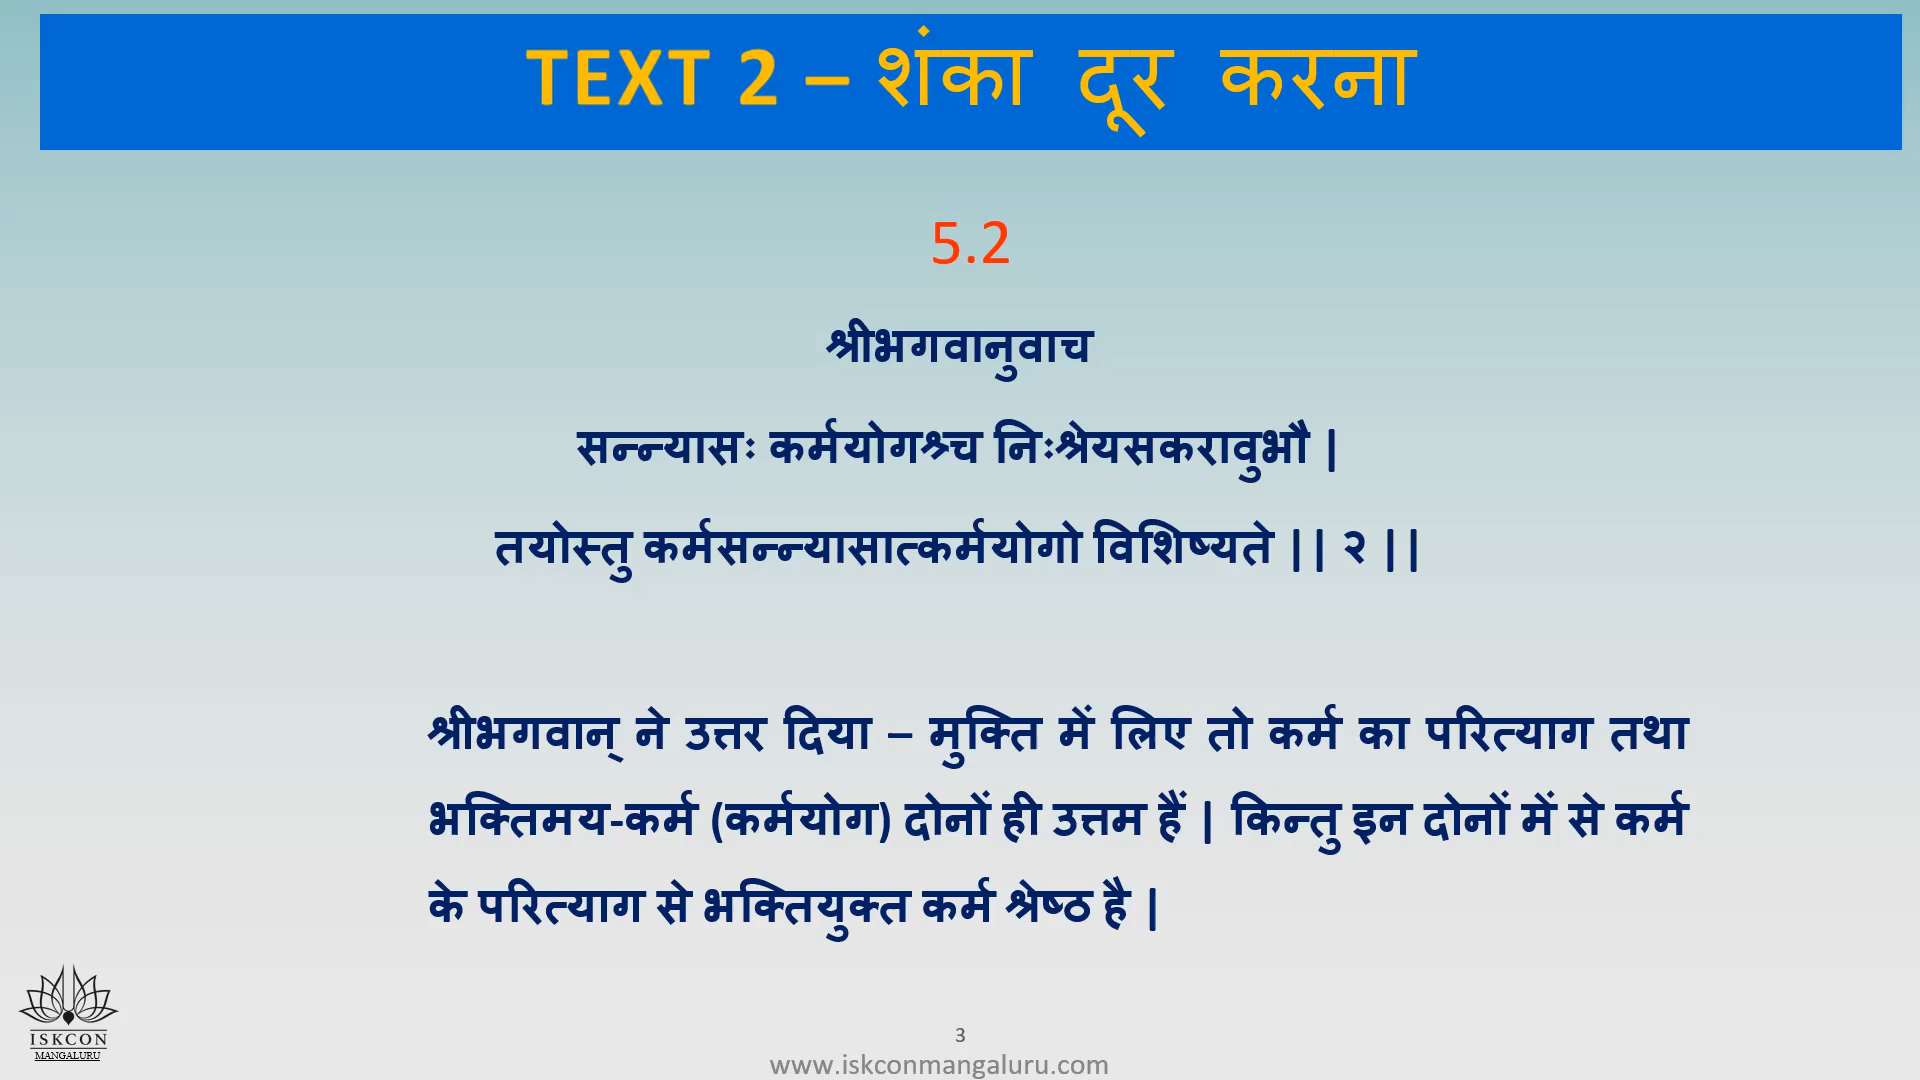 TEXT 2 – शंका दूर करना
5.2
श्रीभगवानुवाच
सन्न्यासः कर्मयोगश्र्च निःश्रेयसकरावुभौ |
तयोस्तु कर्मसन्न्यासात्कर्मयोगो विशिष्यते || २ ||
श्रीभगवान् ने उत्तर दिया – मुक्ति में लिए तो कर्म का परित्याग तथा
भक्तिमय-कर्म (कर्मयोग) दोनों ही उत्तम हैं | किन्तु इन दोनों में से कर्म
के परित्याग से भक्तियुक्त कर्म श्रेष्ठ है |
ISKCON
MANGALURU
3
www.iskconmangaluru.com